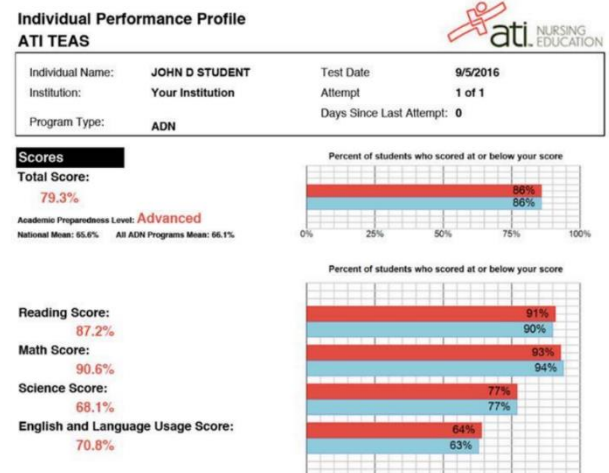 Individual Performance Profile
ATI TEAS
ati NURSING EDUCATION
Individual Name: JOHN D STUDENT Test Date 9/5/2016
Institution: Your Institution Attempt 1 of 1
Days Since Last Attempt: 0
Program Type: ADN
Scores
Percent of students who scored at or below your score
Total Score:
79.3%
86%
86%
Academic Preparedness Level: Advanced
National Mean: 65.6% All ADN Programs Mean: 66.1%
0% 25% 50% 75% 100%
Percent of students who scored at or below your score
Reading Score: 91%
87.2% 90%
Math Score: 93%
90.6% 94%
Science Score: 77%
68.1% 77%
English and Language Usage Score: 64%
70.8% 63%